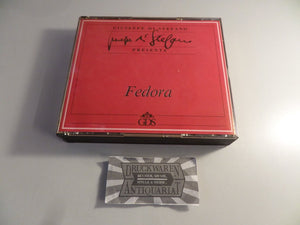 GIUSEPPE DI STEFANO
PRESENTA
Fedora
GDS
DRUCKWAREN
ANTIQUARIAT